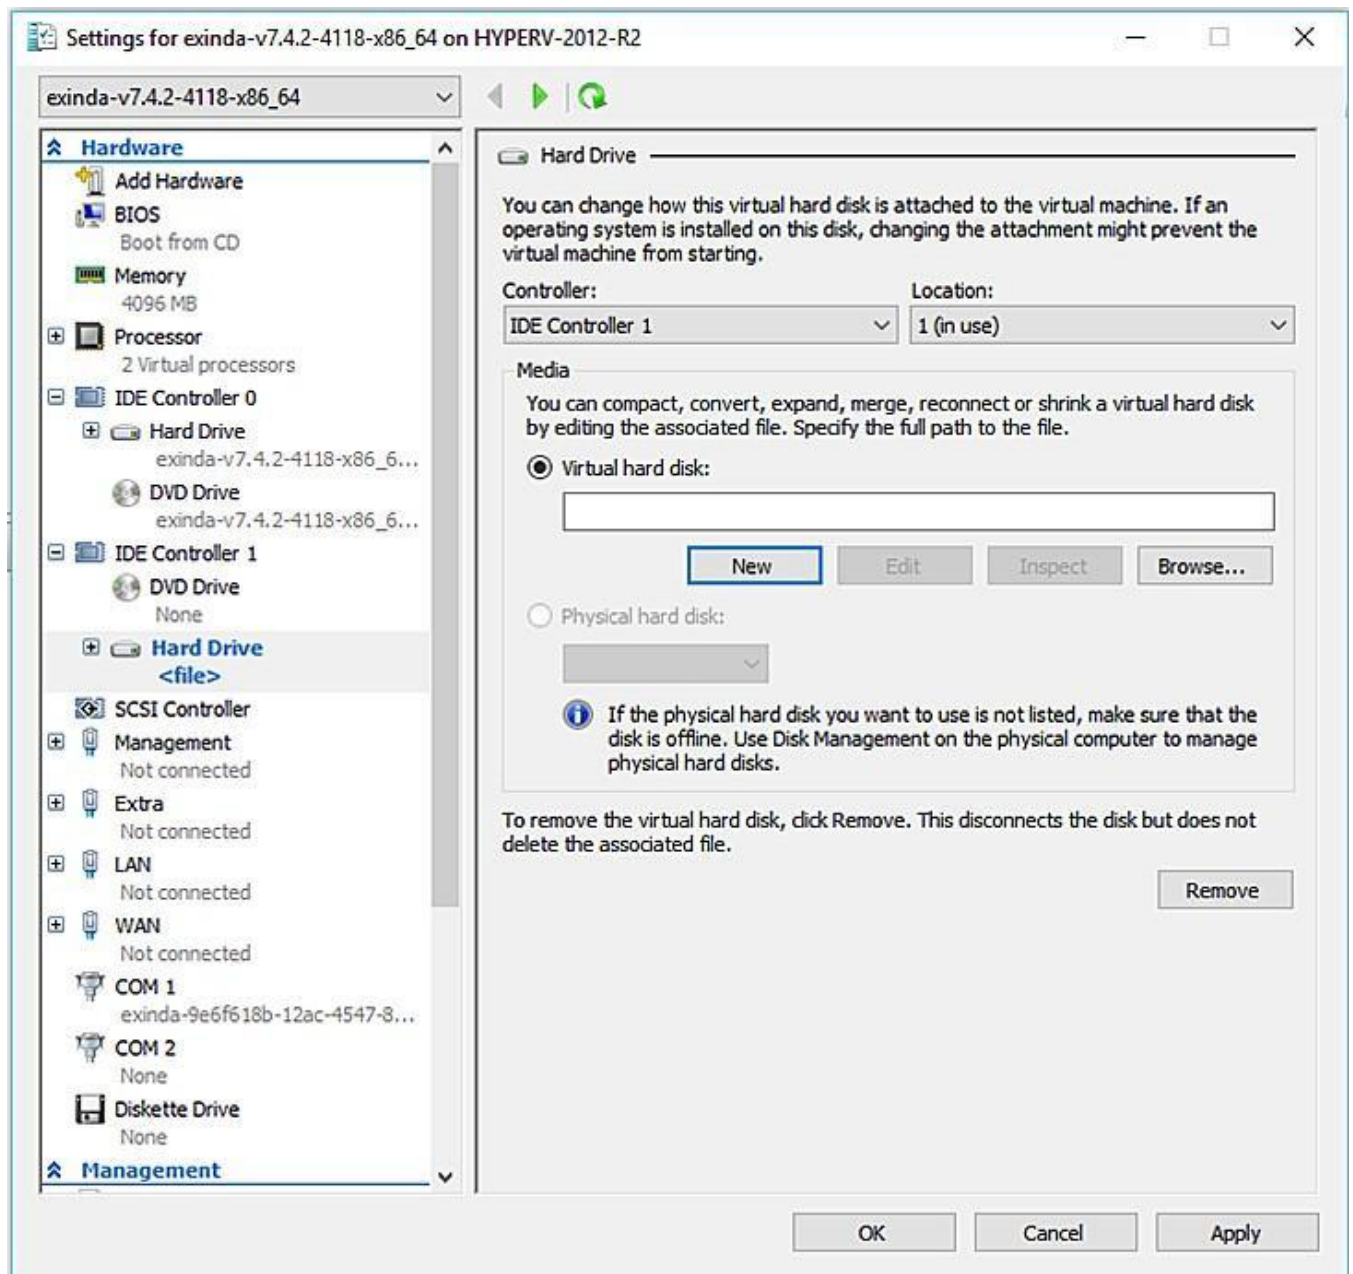 Settings for exinda-v7.4.2-4118-x86_64 on HYPERV-2012-R2
exinda-v7.4.2-4118-x86_64
Hardware
Add Hardware
BIOS
Boot from CD
Memory
4096 MB
Processor
2 Virtual processors
IDE Controller 0
Hard Drive
exinda-v7.4.2-4118-x86_6...
DVD Drive
exinda-v7.4.2-4118-x86_6...
IDE Controller 1
DVD Drive
None
Hard Drive
<file>
SCSI Controller
Management
Not connected
Extra
Not connected
LAN
Not connected
WAN
Not connected
COM 1
exinda-9e6f618b-12ac-4547-8...
COM 2
None
Diskette Drive
None
Management
Hard Drive
You can change how this virtual hard disk is attached to the virtual machine. If an
operating system is installed on this disk, changing the attachment might prevent the
virtual machine from starting.
Controller:
Location:
IDE Controller 1
1 (in use)
Media
You can compact, convert, expand, merge, reconnect or shrink a virtual hard disk
by editing the associated file. Specify the full path to the file.
Virtual hard disk:
New
Edit
Inspect
Browse...
Physical hard disk:
If the physical hard disk you want to use is not listed, make sure that the
disk is offline. Use Disk Management on the physical computer to manage
physical hard disks.
To remove the virtual hard disk, click Remove. This disconnects the disk but does not
delete the associated file.
Remove
OK
Cancel
Apply